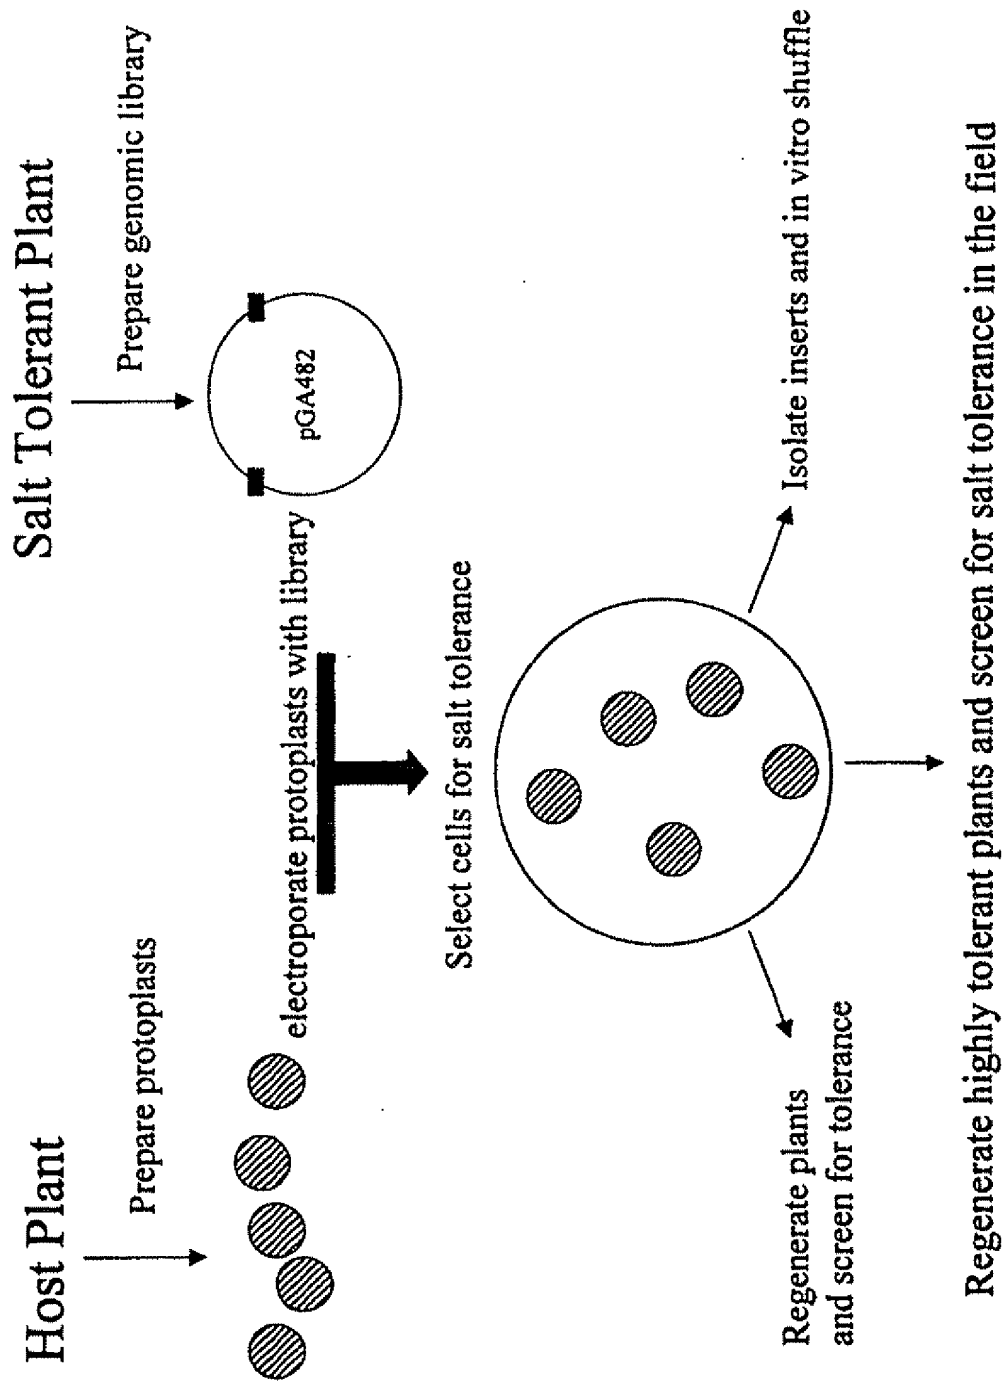 Host Plant
Salt Tolerant Plant
Prepare protoplasts
Prepare genomic library
pGA482
electroporate protoplasts with library
Select cells for salt tolerance
Regenerate plants
and screen for tolerance
Isolate inserts and in vitro shuffle
Regenerate highly tolerant plants and screen for salt tolerance in the field